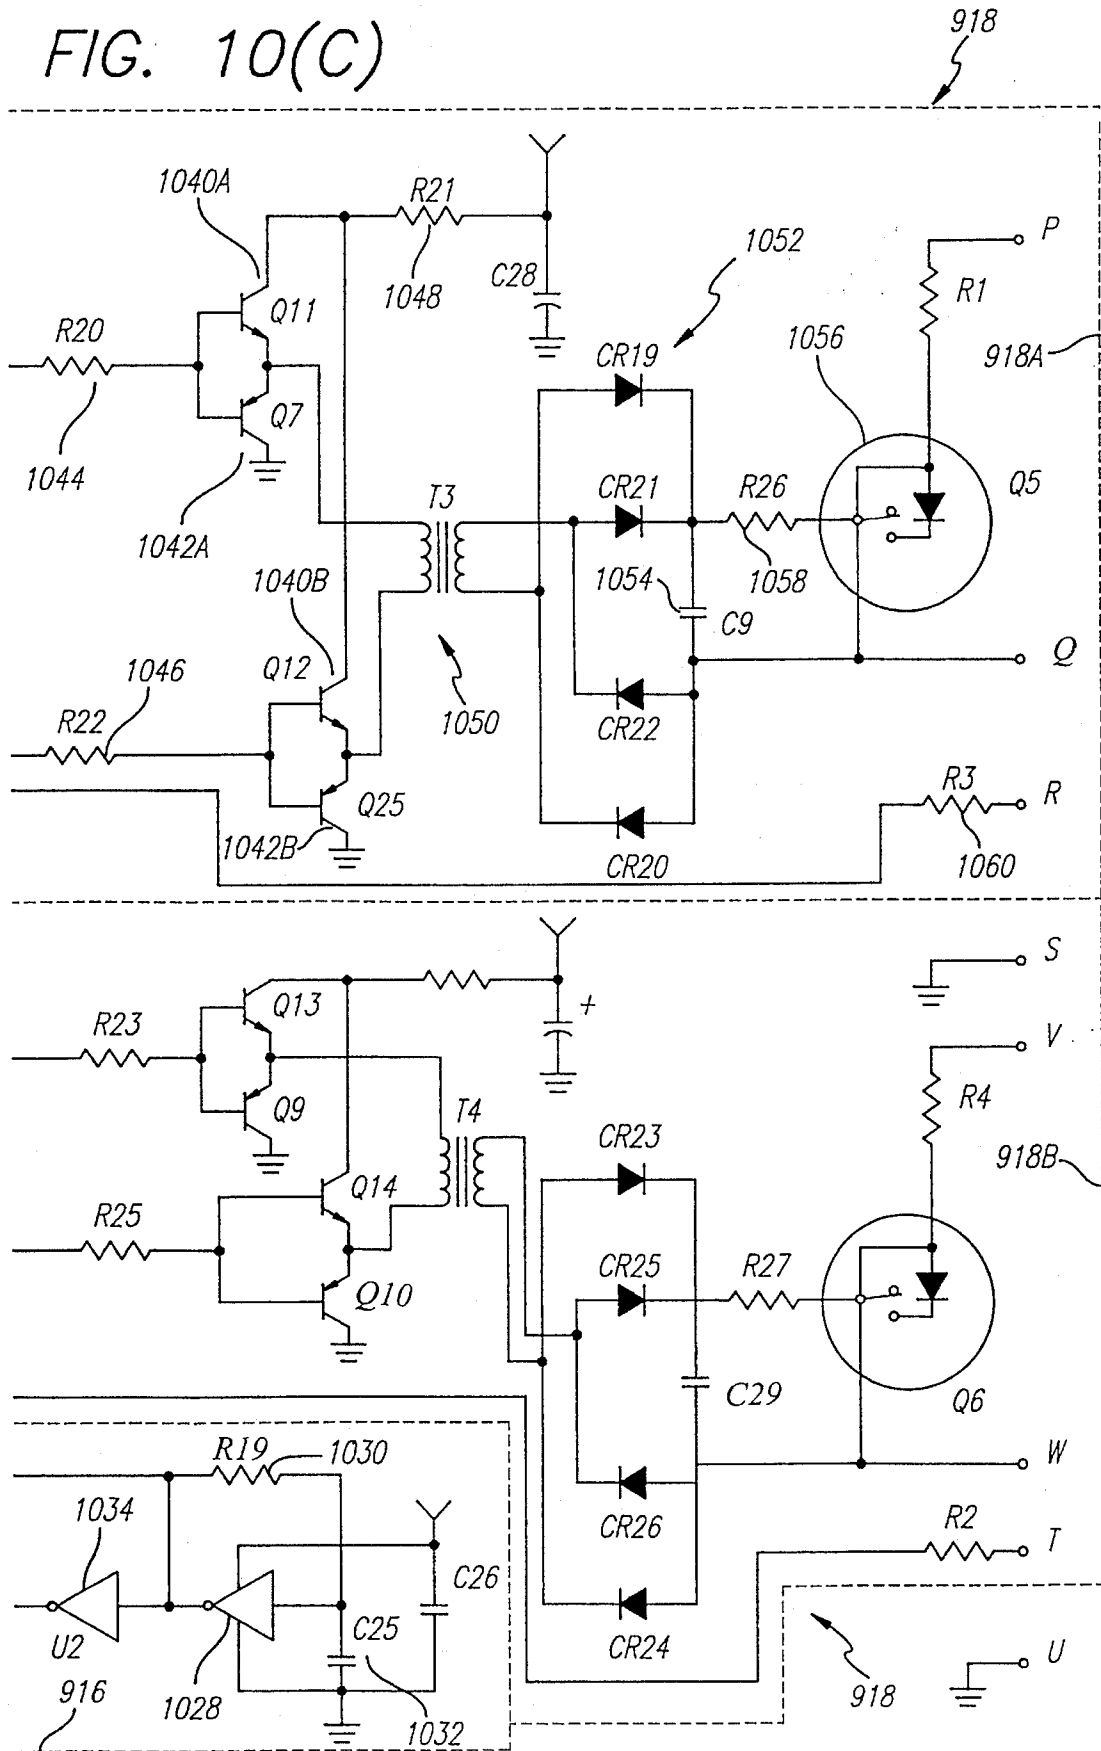 FIG. 10(C)
918
1040A
R21
P
1052
R1
C28
1048
Q11
R20
1056
918A
CR19
Q7
1044
T3
CR21
R26
Q5
1042A
1040B
1054
1058
C9
Q12
1046
Q
R22
1050
CR22
R3
R
Q25
1042B
CR20
1060
S
Q13
+
R23
V
Q9
T4
R4
CR23
918B
R25
Q14
CR25
R27
Q10
C29
Q6
R19
1030
W
1034
CR26
R2
T
C26
U2
C25
CR24
U
916
1028
1032
918